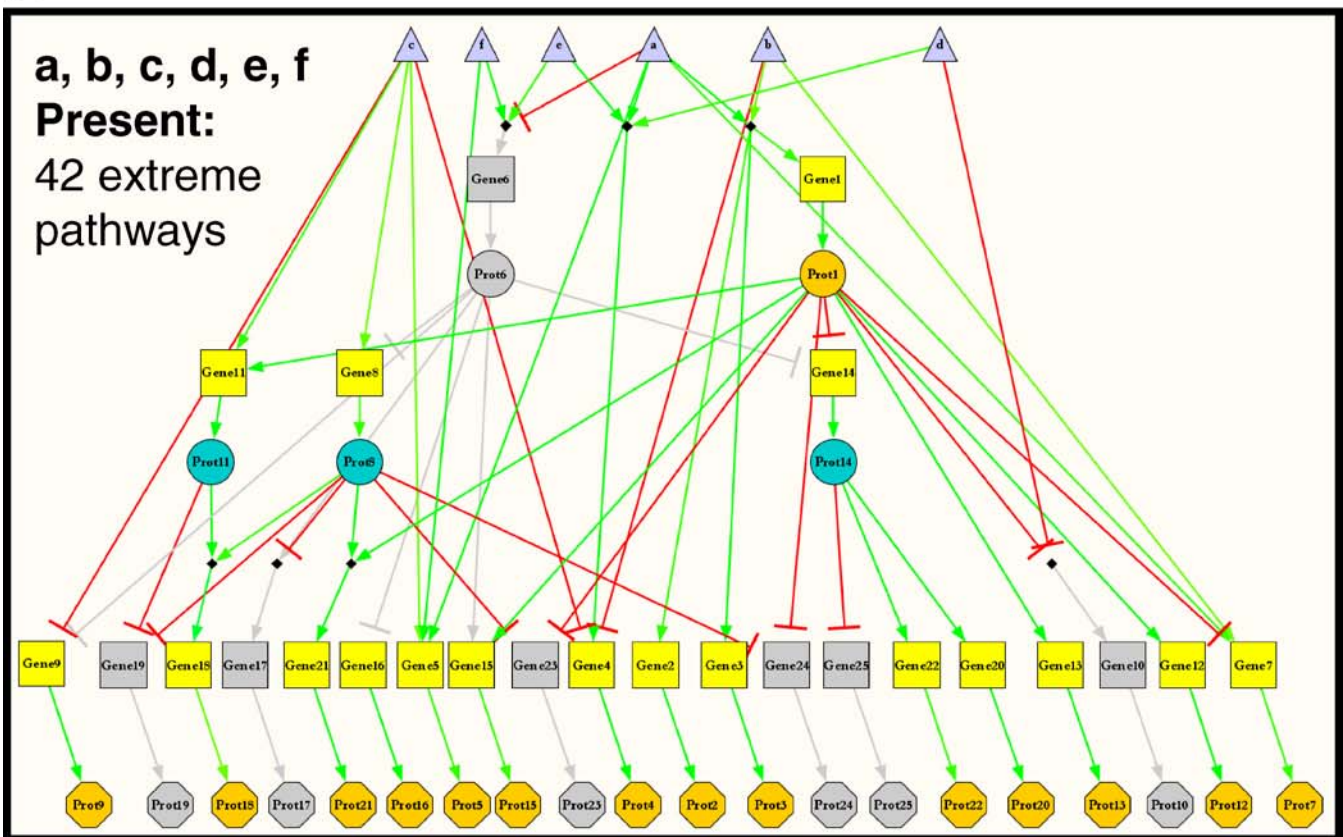 a, b, c, d, e, f
Present:
42 extreme
pathways
c f e a b d
Gene6 Gene1
Prot6 Prot1
Gene11 Gene8 Gene14
Prot11 Prot8 Prot14
Gene9 Gene19 Gene18 Gene17 Gene21 Gene16 Gene5 Gene15 Gene23 Gene4 Gene2 Gene3 Gene24 Gene25 Gene22 Gene20 Gene13 Gene10 Gene12 Gene7
Prot9 Prot19 Prot18 Prot17 Prot21 Prot16 Prot5 Prot15 Prot23 Prot4 Prot2 Prot3 Prot24 Prot25 Prot22 Prot20 Prot13 Prot10 Prot12 Prot7